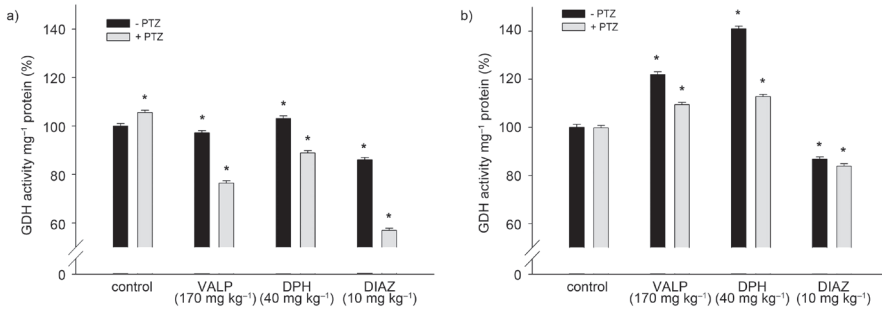 a)
- PTZ
+ PTZ
GDH activity mg⁻¹ protein (%)
140
120
100
80
60
0
* * * * * * *
control VALP DPH DIAZ
(170 mg kg⁻¹) (40 mg kg⁻¹) (10 mg kg⁻¹)
b)
- PTZ
+ PTZ
GDH activity mg⁻¹ protein (%)
140
120
100
80
60
0
* * * * * *
control VALP DPH DIAZ
(170 mg kg⁻¹) (40 mg kg⁻¹) (10 mg kg⁻¹)